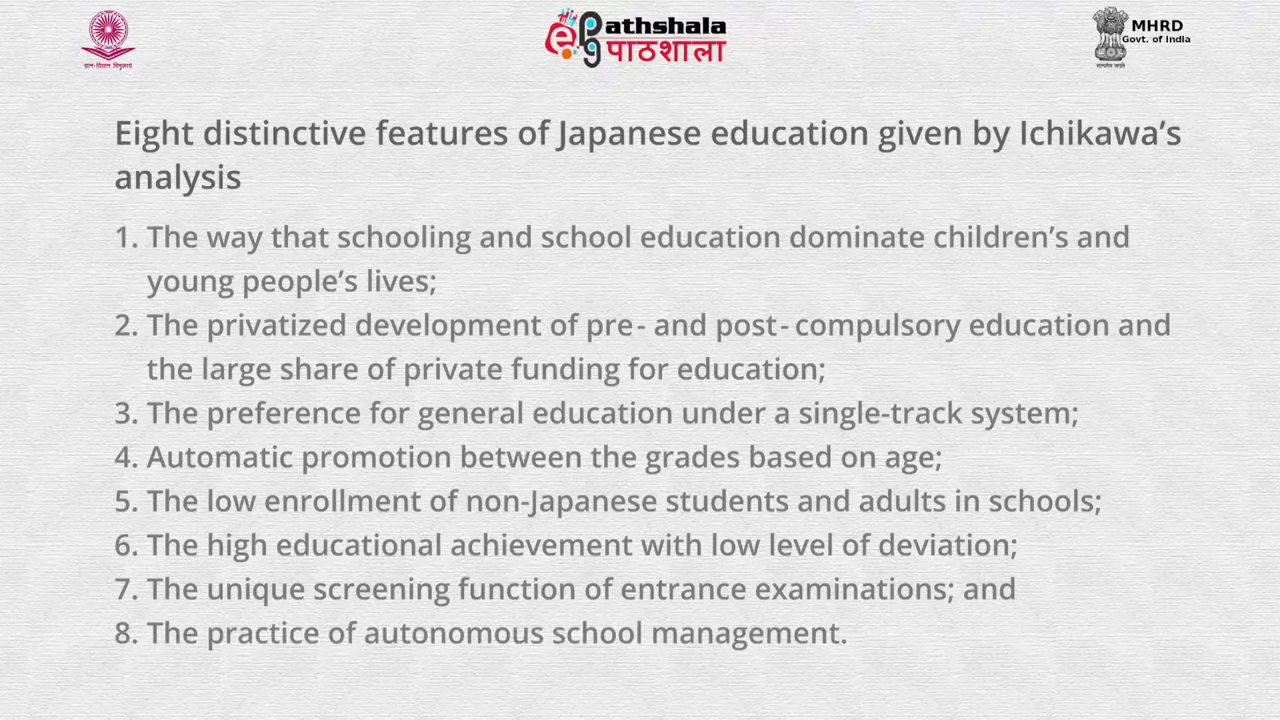 ज्ञान-विज्ञान विमुक्तये
e pg Pathshala
पाठशाला
MHRD
Govt. of India
सत्यमेव जयते
Eight distinctive features of Japanese education given by Ichikawa’s
analysis
1. The way that schooling and school education dominate children’s and
young people’s lives;
2. The privatized development of pre- and post-compulsory education and
the large share of private funding for education;
3. The preference for general education under a single-track system;
4. Automatic promotion between the grades based on age;
5. The low enrollment of non-Japanese students and adults in schools;
6. The high educational achievement with low level of deviation;
7. The unique screening function of entrance examinations; and
8. The practice of autonomous school management.